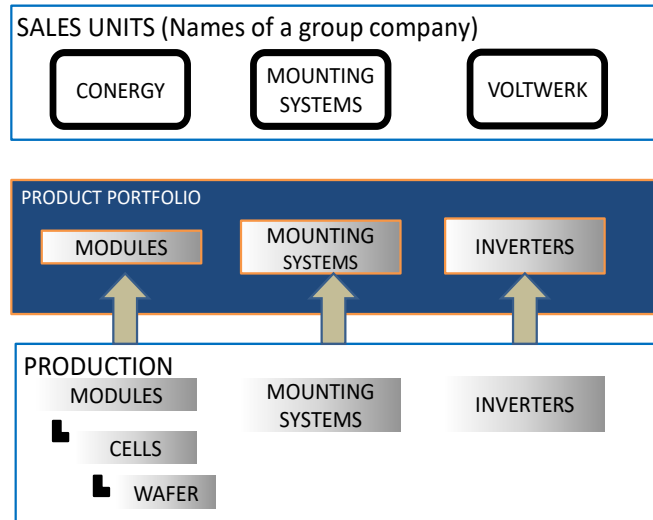 SALES UNITS (Names of a group company)
CONERGY
MOUNTING
SYSTEMS
VOLTWERK
PRODUCT PORTFOLIO
MODULES
MOUNTING
SYSTEMS
INVERTERS
PRODUCTION
MODULES
MOUNTING
SYSTEMS
INVERTERS
CELLS
WAFER